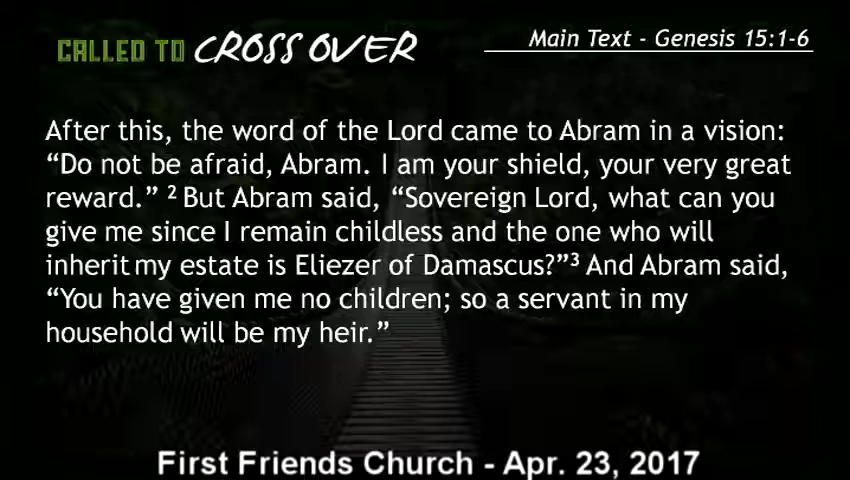 CALLED TO CROSS OVER
Main Text - Genesis 15:1-6
After this, the word of the Lord came to Abram in a vision:
“Do not be afraid, Abram. I am your shield, your very great
reward.” ² But Abram said, “Sovereign Lord, what can you
give me since I remain childless and the one who will
inherit my estate is Eliezer of Damascus?”³ And Abram said,
“You have given me no children; so a servant in my
household will be my heir.”
First Friends Church - Apr. 23, 2017